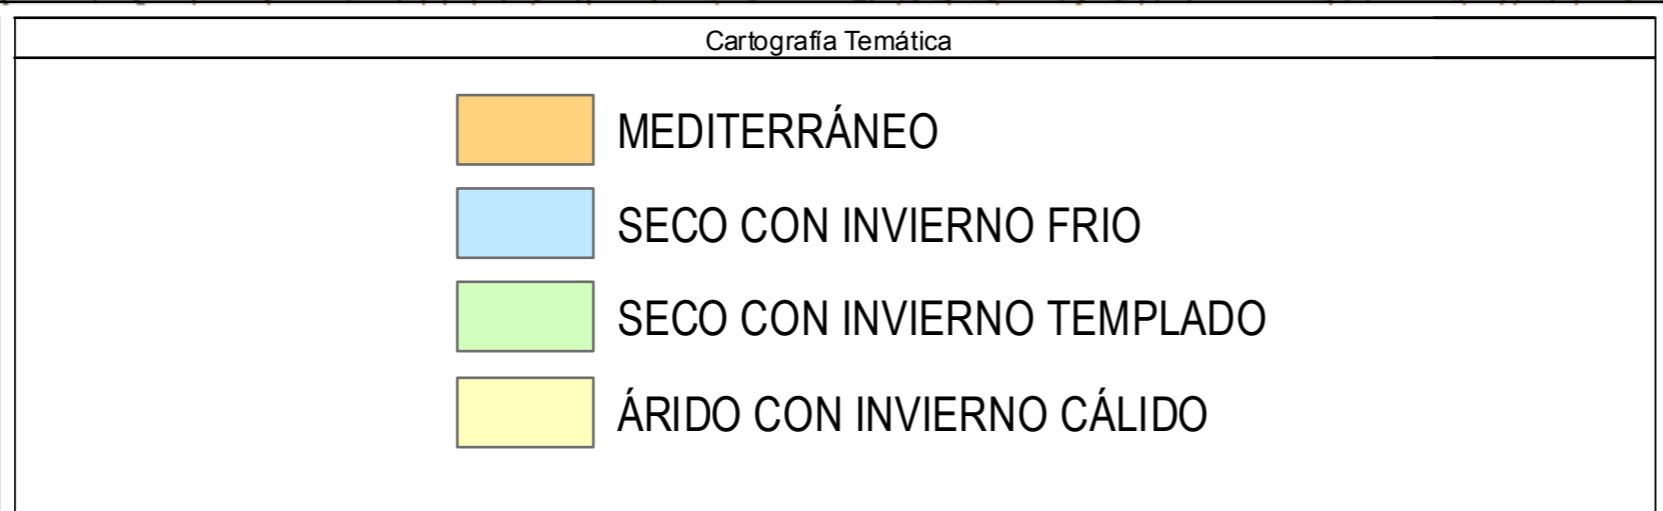 Cartografía Temática
MEDITERRÁNEO
SECO CON INVIERNO FRIO
SECO CON INVIERNO TEMPLADO
ÁRIDO CON INVIERNO CÁLIDO